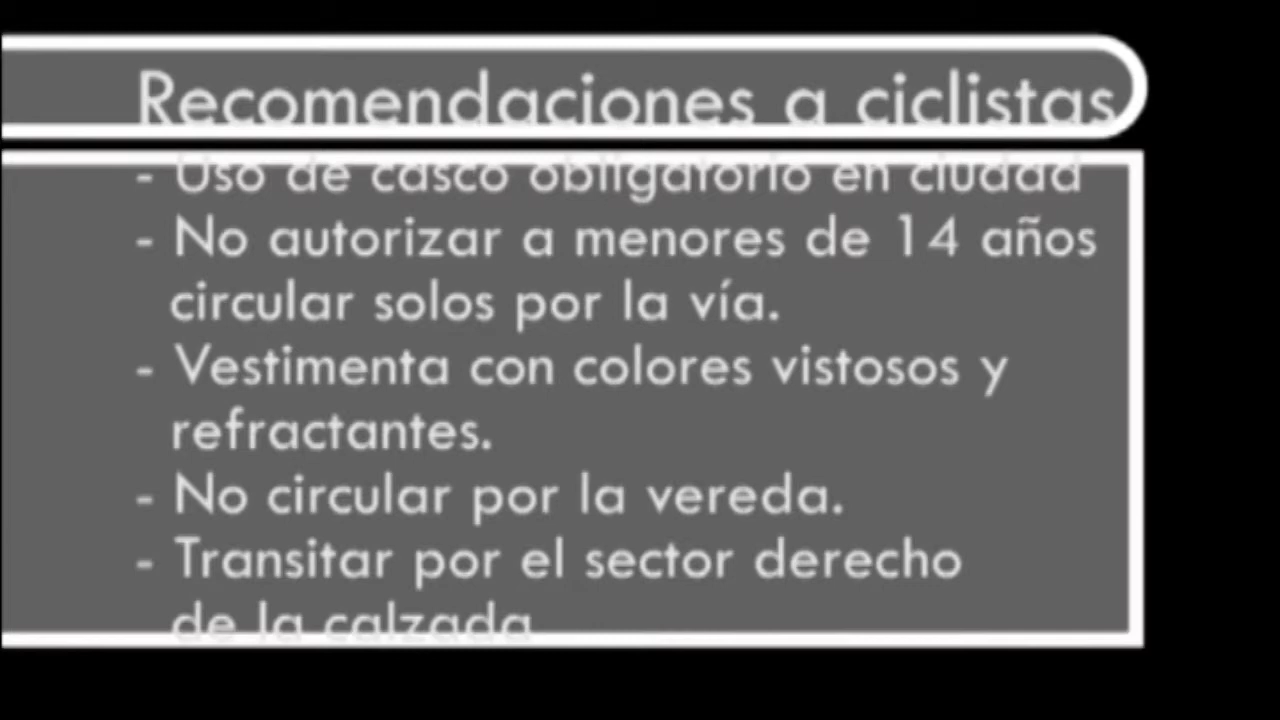 Recomendaciones a ciclistas
- Uso de casco obligatorio en ciudad
- No autorizar a menores de 14 años
circular solos por la vía.
- Vestimenta con colores vistosos y
refractantes.
- No circular por la vereda.
- Transitar por el sector derecho
de la calzada